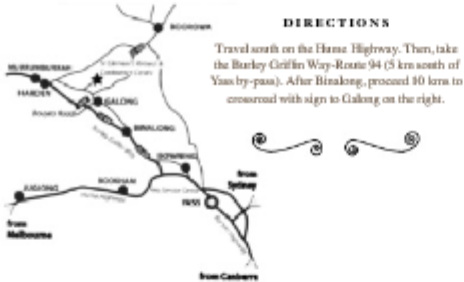 DIRECTIONS
Travel south on the Hume Highway. Then, take
the Burley Griffin Way-Route 94 (5 km south of
Yass by-pass). After Binalong, proceed 10 kms to
crossroad with sign to Galong on the right.
BOOROWA
MURRUMBURRAH
HARDEN
GALONG
BINALONG
BOWNING
BOOKHAM
JUGIONG
YASS
from
Sydney
from
Melbourne
from Canberra